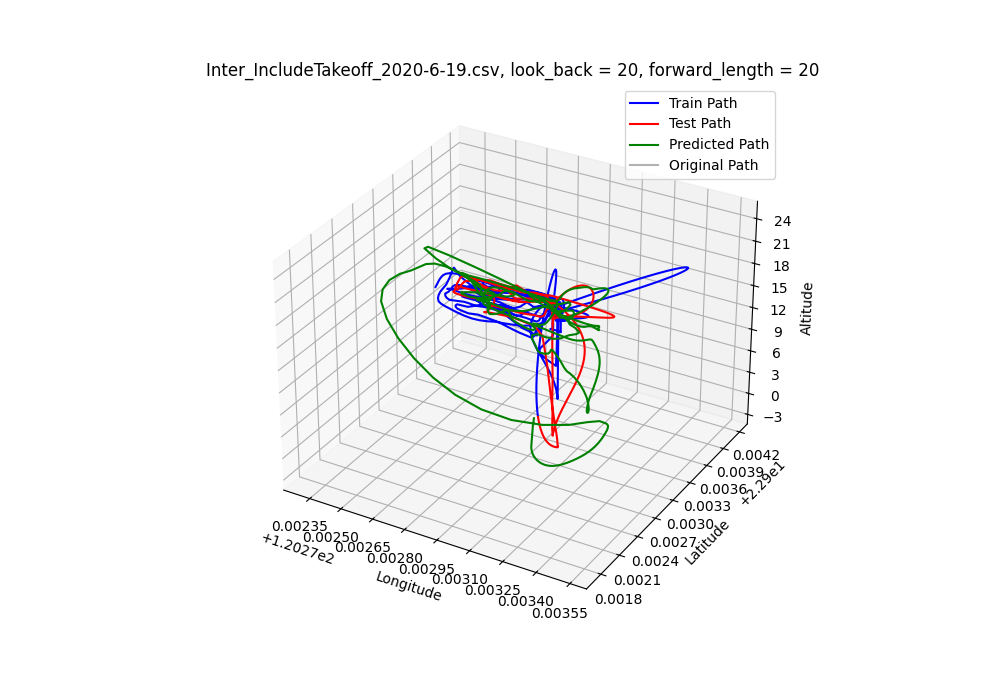 Inter_IncludeTakeoff_2020-6-19.csv, look_back = 20, forward_length = 20
Train Path
Test Path
Predicted Path
Original Path
24
21
18
15
12
9
6
3
0
−3
Altitude
0.0042
0.0039
0.0036
0.0033
0.0030
0.0027
0.0024
0.0021
0.0018
+2.29e1
Latitude
0.00235
0.00250
0.00265
0.00280
0.00295
0.00310
0.00325
0.00340
0.00355
+1.2027e2
Longitude